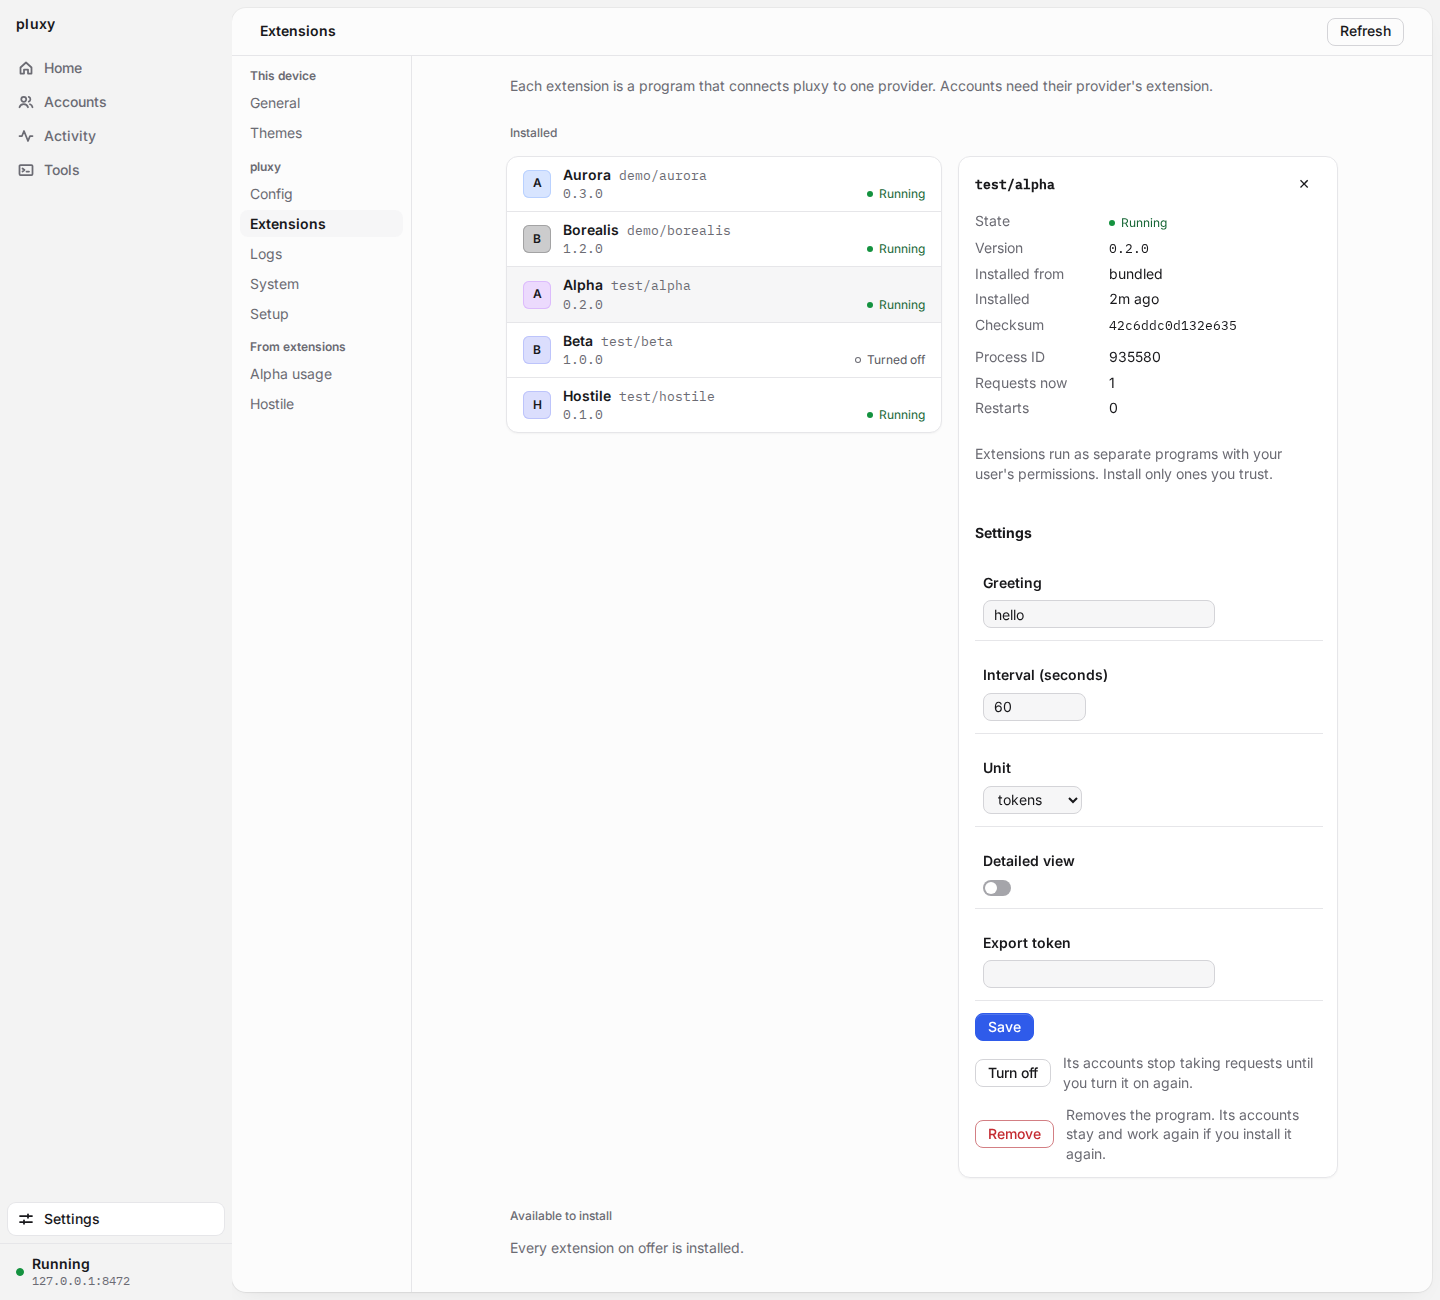 pluxy
Home
Accounts
Activity
Tools
Settings
Running
127.0.0.1:8472
Extensions
Refresh
This device
General
Themes
pluxy
Config
Extensions
Logs
System
Setup
From extensions
Alpha usage
Hostile
Each extension is a program that connects pluxy to one provider. Accounts need their provider's extension.
Installed
A
Aurora demo/aurora
0.3.0
Running
B
Borealis demo/borealis
1.2.0
Running
A
Alpha test/alpha
0.2.0
Running
B
Beta test/beta
1.0.0
Turned off
H
Hostile test/hostile
0.1.0
Running
test/alpha
State Running
Version 0.2.0
Installed from bundled
Installed 2m ago
Checksum 42c6ddc0d132e635
Process ID 935580
Requests now 1
Restarts 0
Extensions run as separate programs with your
user's permissions. Install only ones you trust.
Settings
Greeting
hello
Interval (seconds)
60
Unit
tokens
Detailed view
Export token
Save
Turn off
Its accounts stop taking requests until
you turn it on again.
Remove
Removes the program. Its accounts
stay and work again if you install it
again.
Available to install
Every extension on offer is installed.